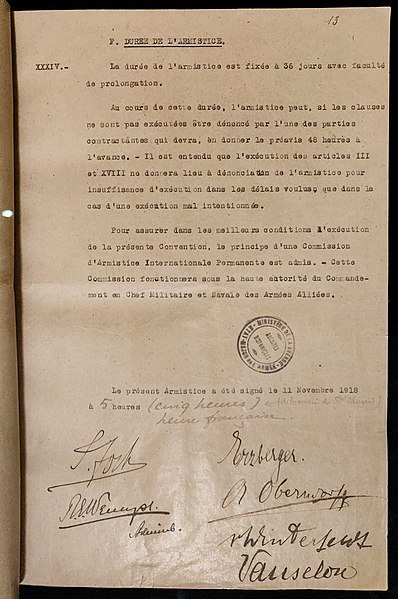 13
F. DURÉE DE L'ARMISTICE.
XXXIV.- La durée de l'armistice est fixée à 36 jours avec faculté
de prolongation.
Au cours de cette durée, l'armistice peut, si les clauses
ne sont pas exécutées être dénoncé par l'une des parties
contractantes qui devra, en donner le préavis 48 heures à
l'avance. - Il est entendu que l'exécution des articles III
et XVIII ne donnera lieu à dénonciation de l'armistice pour
insuffisance d'exécution dans les délais voulus, que dans le
cas d'une exécution mal intentionnée.
Pour assurer dans les meilleurs conditions l'exécution
de la présente Convention, le principe d'une Commission
d'Armistice Internationale Permanente est admis. - Cette
Commission fonctionnera sous la haute autorité du Commande-
ment en Chef Militaire et Navale des Armées Alliées.
Le présent Armistice a été signé le 11 Novembre 1918
à 5 heures (cinq heures)
heure française
F. Foch
Erzberger.
R.E. Wemyss.
A Oberndorff
Admiral.
v Winterfeldt
Vanselow